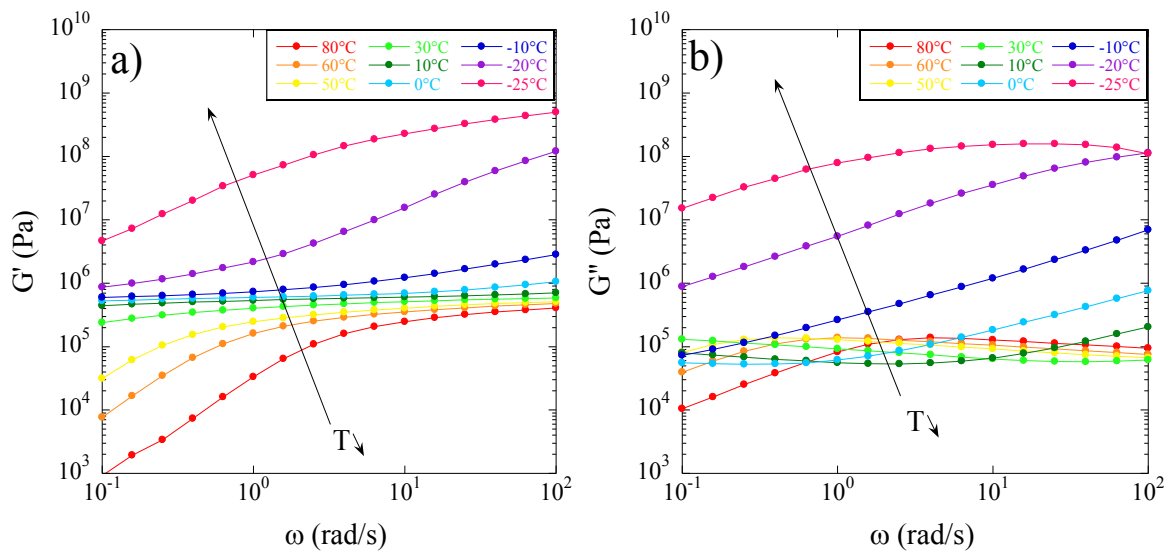 a)
80°C 30°C -10°C
60°C 10°C -20°C
50°C 0°C -25°C
G' (Pa)
10^10
10^9
10^8
10^7
10^6
10^5
10^4
10^3
T
10^-1 10^0 10^1 10^2
ω (rad/s)
b)
80°C 30°C -10°C
60°C 10°C -20°C
50°C 0°C -25°C
G" (Pa)
10^10
10^9
10^8
10^7
10^6
10^5
10^4
10^3
T
10^-1 10^0 10^1 10^2
ω (rad/s)